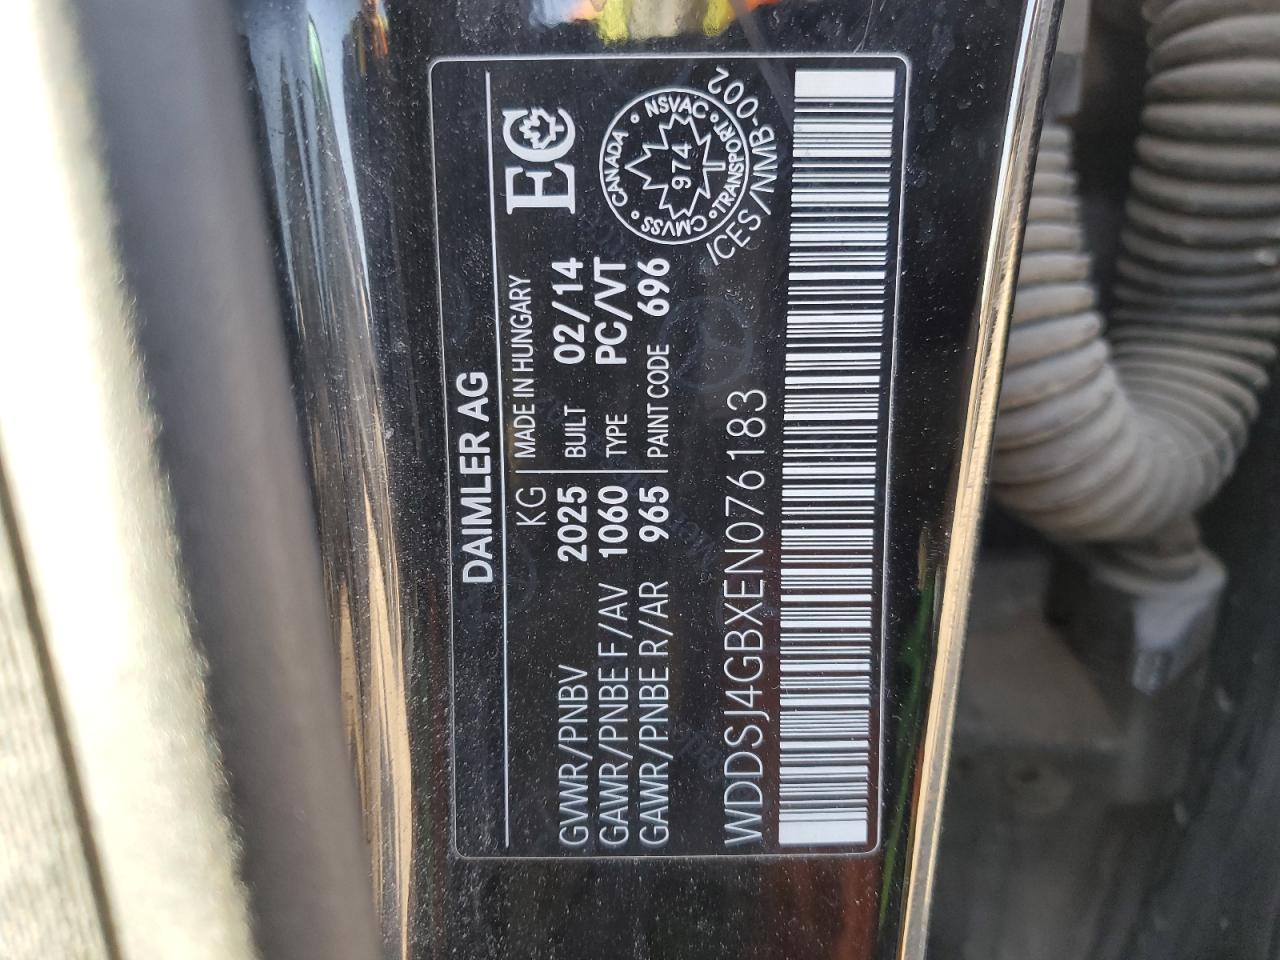 DAIMLER AG
KG MADE IN HUNGARY
GVWR/PNBV 2025 BUILT 02/14
GAWR/PNBE F/AV 1060 TYPE PC/VT
GAWR/PNBE R/AR 965 PAINT CODE 696
EC
CANADA • NSVAC • TRANSPORT • CMVSS •
974
ICES/NMB-002
WDDSJ4GBXEN076183